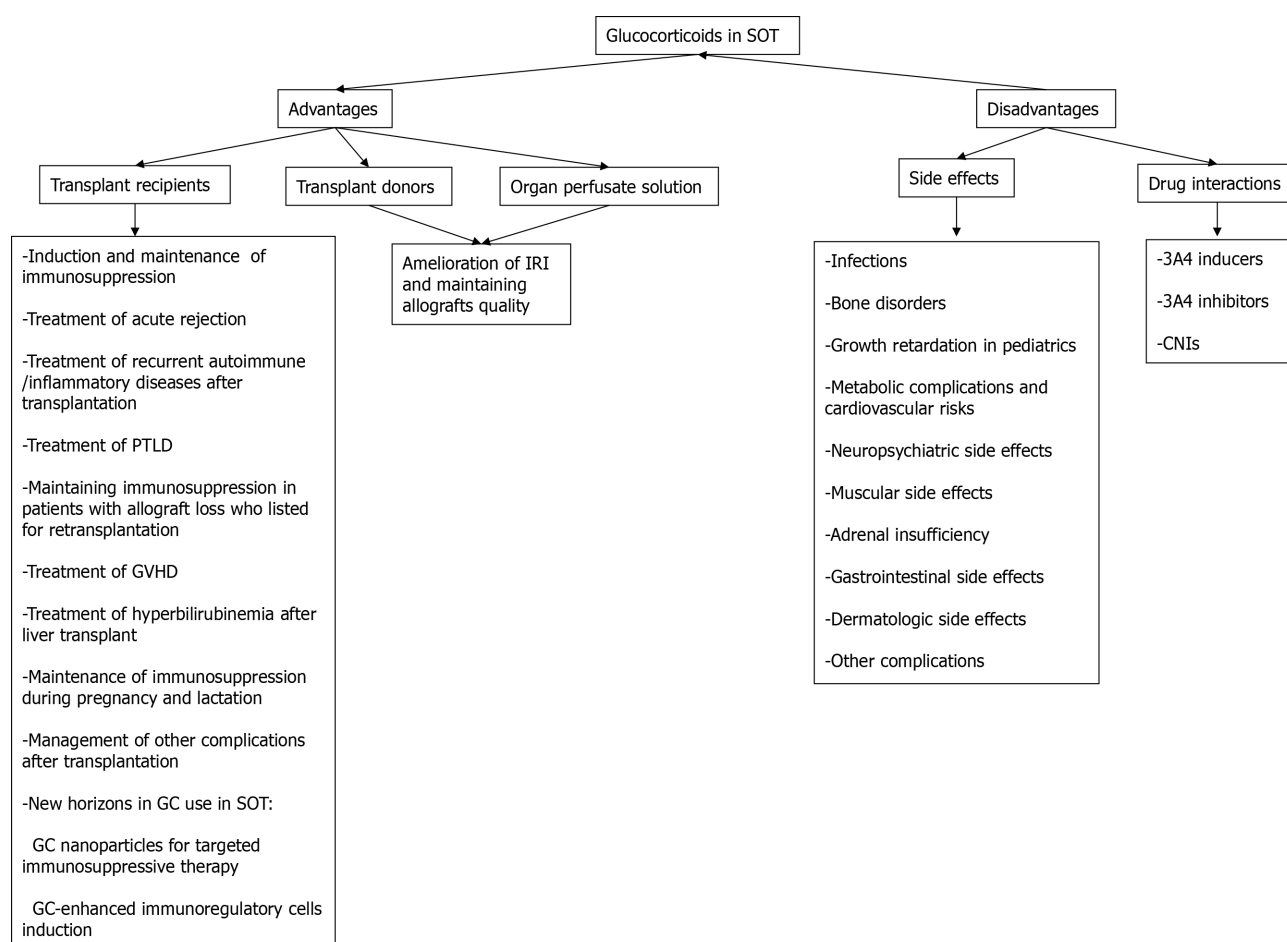 Glucocorticoids in SOT
Advantages
Disadvantages
Transplant recipients
Transplant donors
Organ perfusate solution
Side effects
Drug interactions
-Induction and maintenance of
immunosuppression
-Treatment of acute rejection
-Treatment of recurrent autoimmune
/inflammatory diseases after
transplantation
-Treatment of PTLD
-Maintaining immunosuppression in
patients with allograft loss who listed
for retransplantation
-Treatment of GVHD
-Treatment of hyperbilirubinemia after
liver transplant
-Maintenance of immunosuppression
during pregnancy and lactation
-Management of other complications
after transplantation
-New horizons in GC use in SOT:
GC nanoparticles for targeted
immunosuppressive therapy
GC-enhanced immunoregulatory cells
induction
Amelioration of IRI
and maintaining
allografts quality
-Infections
-Bone disorders
-Growth retardation in pediatrics
-Metabolic complications and
cardiovascular risks
-Neuropsychiatric side effects
-Muscular side effects
-Adrenal insufficiency
-Gastrointestinal side effects
-Dermatologic side effects
-Other complications
-3A4 inducers
-3A4 inhibitors
-CNIs